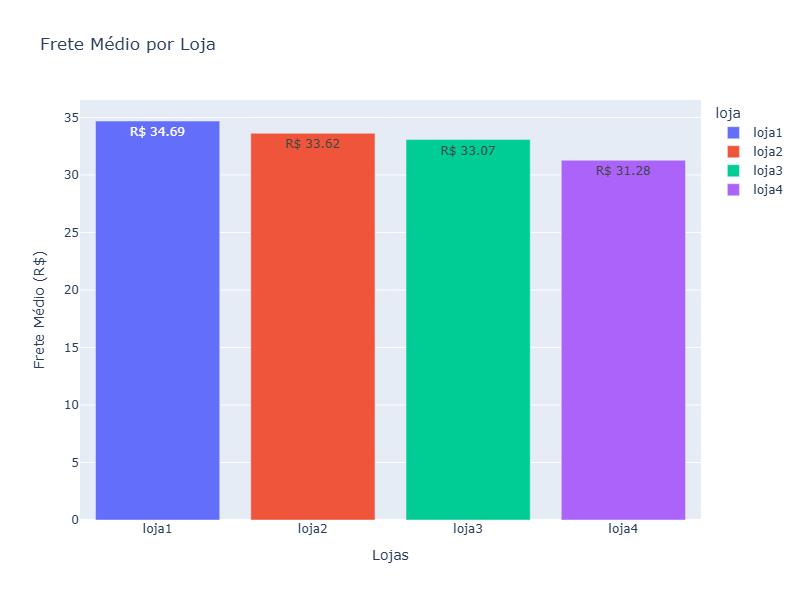 Frete Médio por Loja
35
30
25
20
15
10
5
0
Frete Médio (R$)
R$ 34.69
R$ 33.62
R$ 33.07
R$ 31.28
loja1
loja2
loja3
loja4
Lojas
loja
loja1
loja2
loja3
loja4